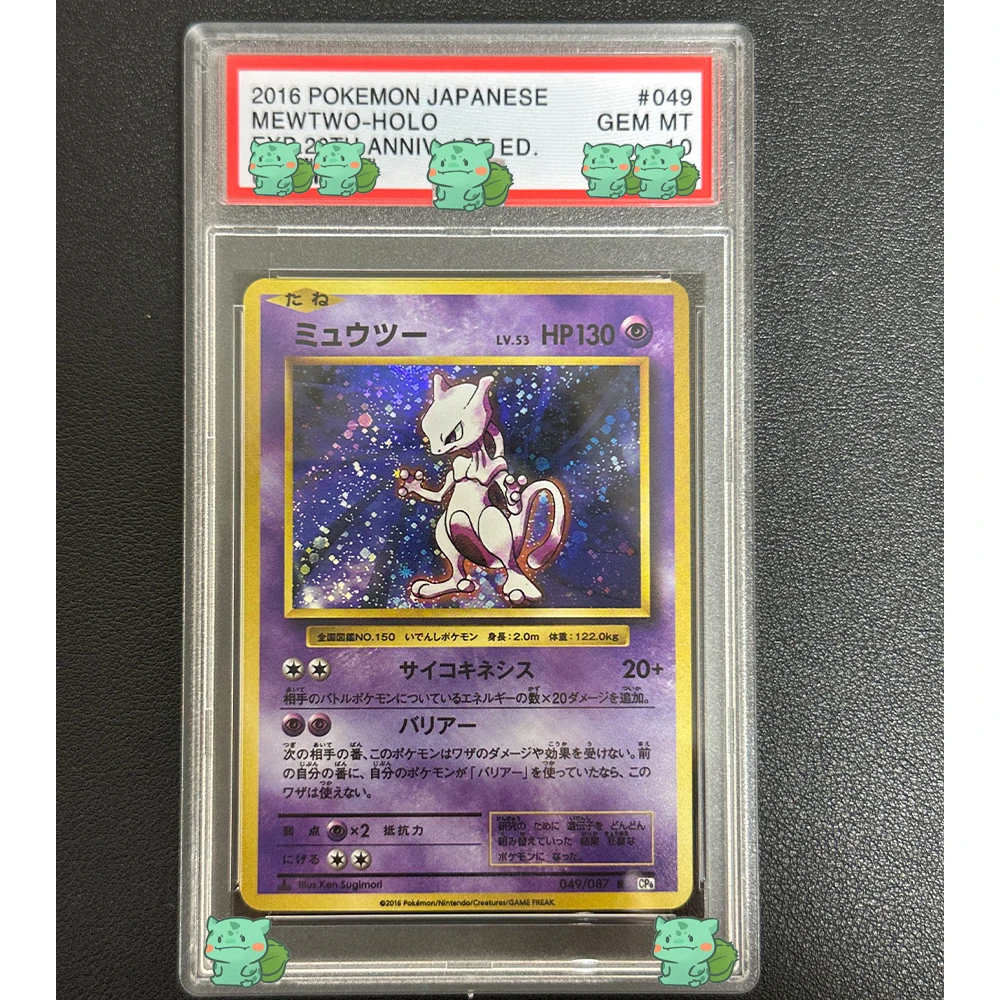 2016 POKEMON JAPANESE
#049
MEWTWO-HOLO
GEM MT
ANNIV ED.
たね
ミュウツー LV.53 HP130
全国図鑑NO.150 いでんしポケモン 身長:2.0m 体重:122.0kg
サイコキネシス 20+
相手のバトルポケモンについているエネルギーの数×20ダメージを追加。
バリアー
次の相手の番、このポケモンはワザのダメージや効果を受けない。前
の自分の番に、自分のポケモンが「バリアー」を使っていたなら、この
ワザは使えない。
弱点 ×2 抵抗力
にげる
研究の ために 遺伝子を どんどん
組み替えていった 結果 狂暴な
ポケモンに なった。
Illus.Ken Sugimori
049/087 CP6
©2016 Pokémon/Nintendo/Creatures/GAME FREAK.